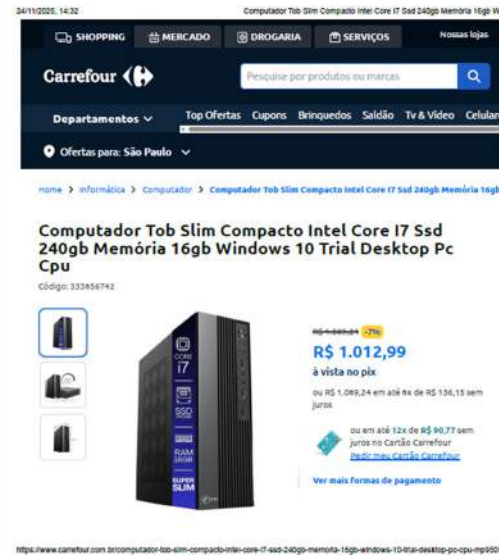 24/11/2025, 14:32
Computador Tob Slim Compacto Intel Core I7 Ssd 240gb Memória 16gb W
SHOPPING MERCADO DROGARIA SERVIÇOS Nossas lojas
Carrefour Pesquise por produtos ou marcas
Departamentos Top Ofertas Cupons Brinquedos Saldão Tv & Vídeo Celular
Ofertas para: São Paulo
Home > Informática > Computador > Computador Tob Slim Compacto Intel Core I7 Ssd 240gb Memória 16gb
Computador Tob Slim Compacto Intel Core I7 Ssd
240gb Memória 16gb Windows 10 Trial Desktop Pc
Cpu
Código: 333856742
-7%
R$ 1.012,99
à vista no pix
ou R$ 1.089,24 em até 8x de R$ 136,15 sem
juros
ou em até 12x de R$ 90,77 sem
juros no Cartão Carrefour
Pedir meu Cartão Carrefour
Ver mais formas de pagamento
CORE
i7
SSD
RAM
16GB
SUPER
SLIM